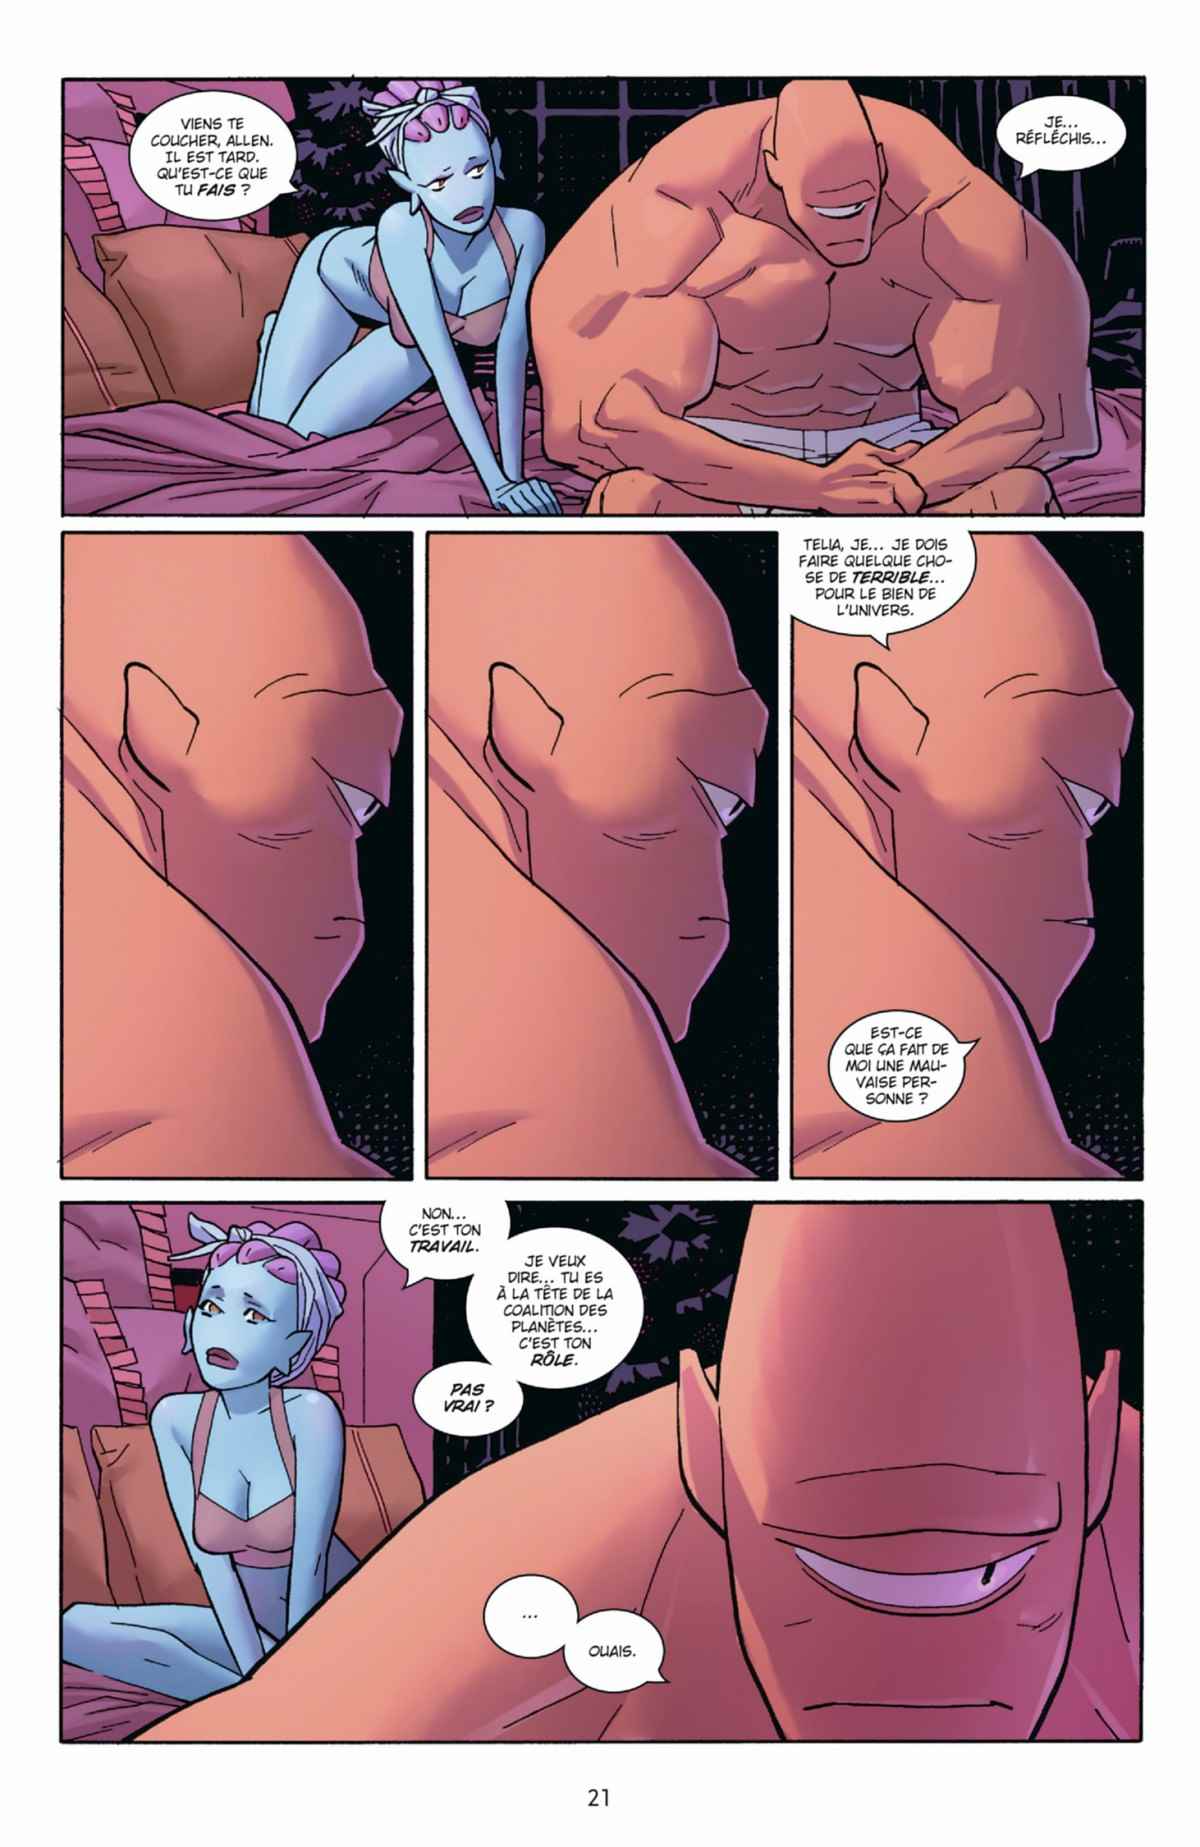 VIENS TE
COUCHER, ALLEN.
IL EST TARD.
QU'EST-CE QUE
TU FAIS ?
JE...
RÉFLÉCHIS...
TELIA, JE... JE DOIS
FAIRE QUELQUE CHO-
SE DE TERRIBLE...
POUR LE BIEN DE
L'UNIVERS.
EST-CE
QUE ÇA FAIT DE
MOI UNE MAU-
VAISE PER-
SONNE ?
NON...
C'EST TON
TRAVAIL.
JE VEUX
DIRE... TU ES
À LA TÊTE DE LA
COALITION DES
PLANÈTES...
C'EST TON
RÔLE.
PAS
VRAI ?
...
OUAIS.
21